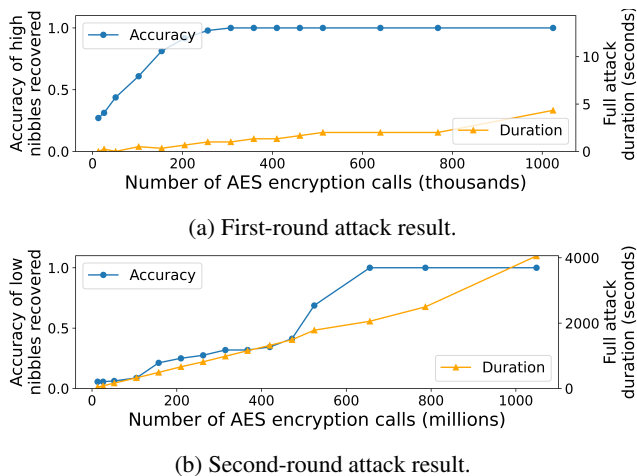 Accuracy of high
nibbles recovered
1.0
0.5
0.0
Accuracy
Duration
10
5
0
Full attack
duration (seconds)
0 200 400 600 800 1000
Number of AES encryption calls (thousands)
(a) First-round attack result.
Accuracy of low
nibbles recovered
1.0
0.5
0.0
Accuracy
Duration
4000
2000
0
Full attack
duration (seconds)
0 200 400 600 800 1000
Number of AES encryption calls (millions)
(b) Second-round attack result.